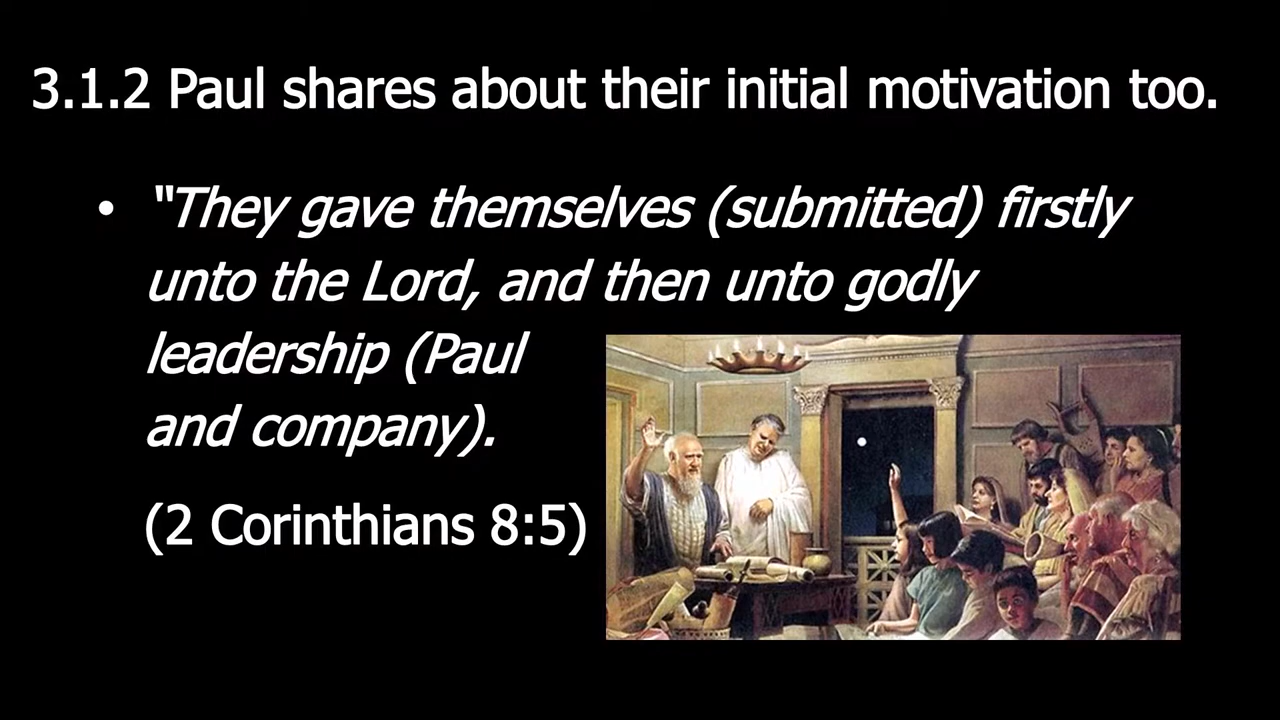 3.1.2 Paul shares about their initial motivation too.
• "They gave themselves (submitted) firstly
unto the Lord, and then unto godly
leadership (Paul
and company).
(2 Corinthians 8:5)